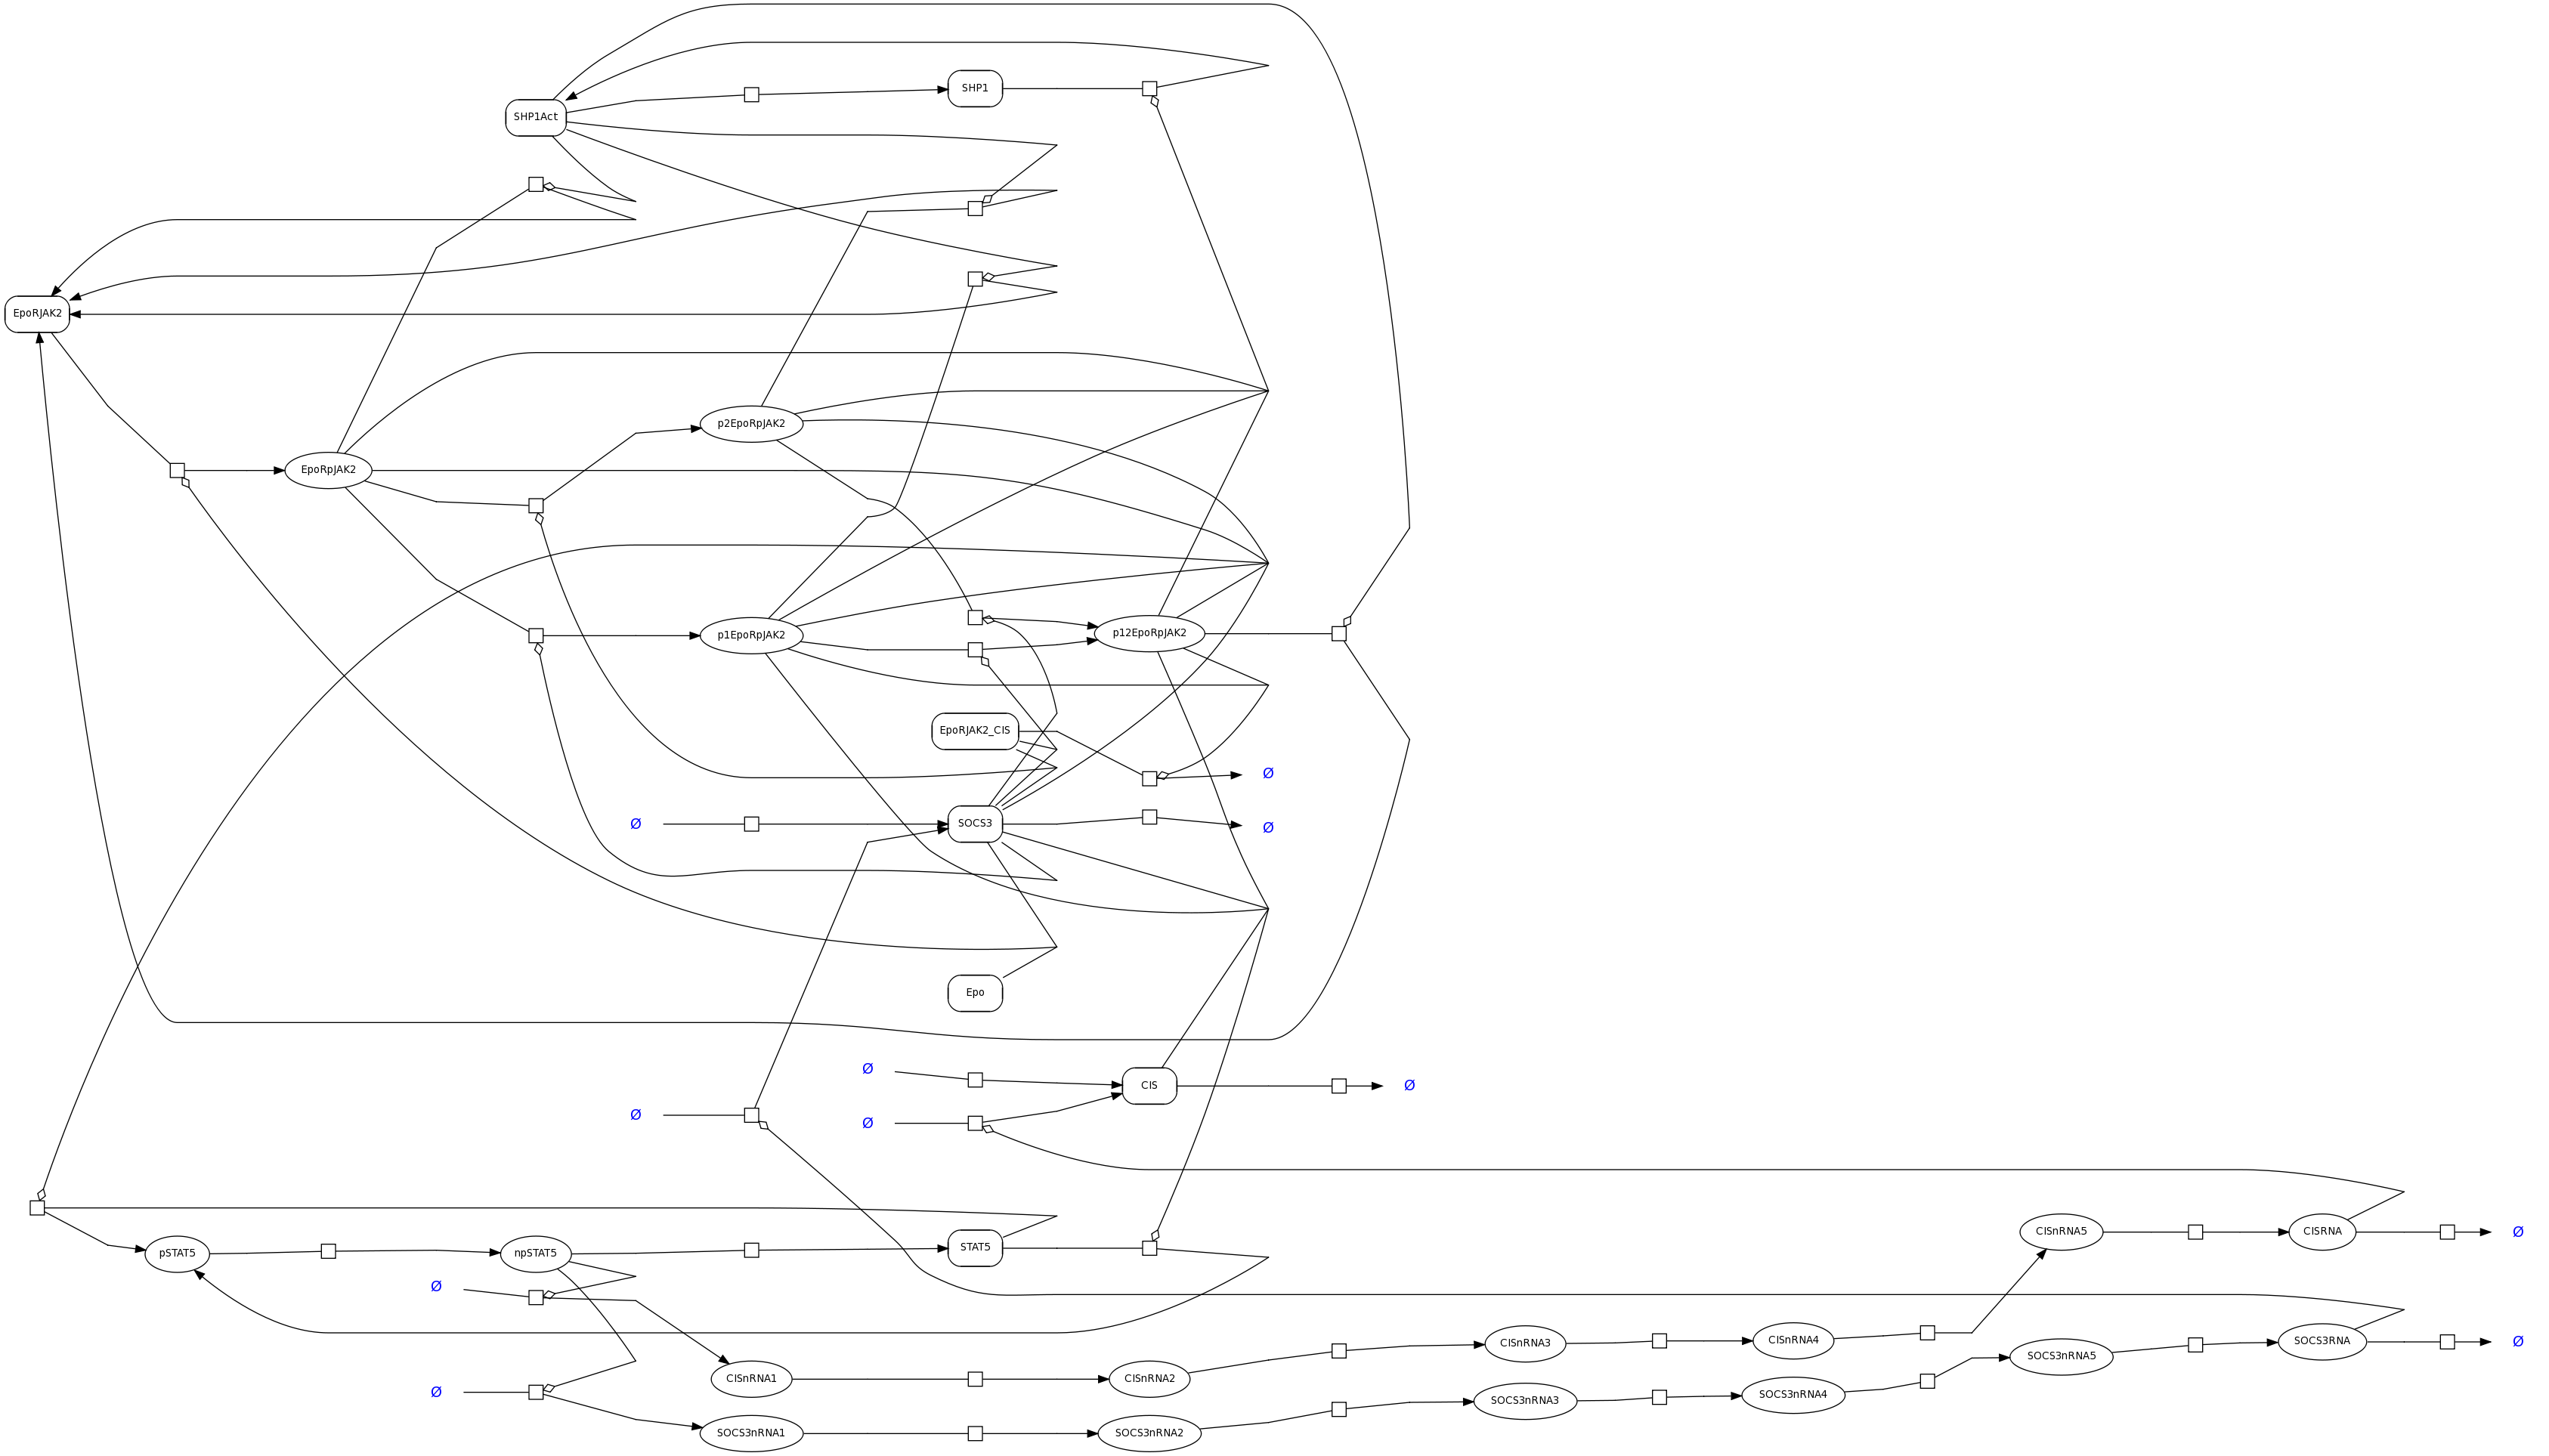 SHP1
SHP1Act
EpoRJAK2
p2EpoRpJAK2
EpoRpJAK2
p1EpoRpJAK2
p12EpoRpJAK2
EpoRJAK2_CIS
Ø
Ø
SOCS3
Ø
Epo
Ø
CIS
Ø
Ø
Ø
CISnRNA5
CISRNA
Ø
pSTAT5
npSTAT5
STAT5
Ø
CISnRNA3
CISnRNA4
SOCS3RNA
Ø
SOCS3nRNA5
CISnRNA1
CISnRNA2
Ø
SOCS3nRNA3
SOCS3nRNA4
SOCS3nRNA1
SOCS3nRNA2